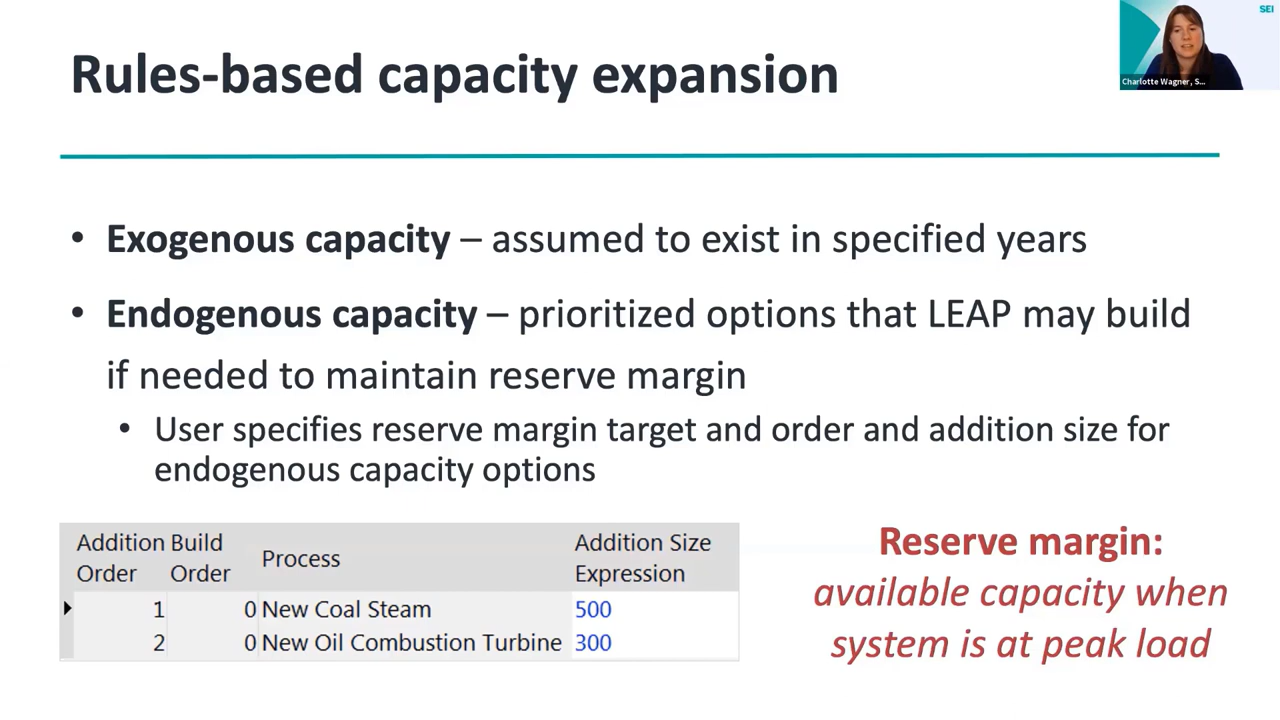 SEI
Charlotte Wagner, S...
Rules-based capacity expansion
• Exogenous capacity – assumed to exist in specified years
• Endogenous capacity – prioritized options that LEAP may build
if needed to maintain reserve margin
• User specifies reserve margin target and order and addition size for
endogenous capacity options
Addition Build Process Addition Size
Order Order Expression
1 0 New Coal Steam 500
2 0 New Oil Combustion Turbine 300
Reserve margin:
available capacity when
system is at peak load